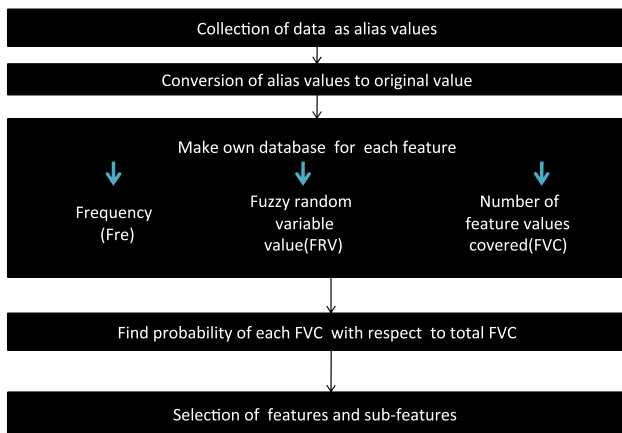 Collection of data as alias values
Conversion of alias values to original value
Make own database for each feature
Frequency
(Fre)
Fuzzy random
variable
value(FRV)
Number of
feature values
covered(FVC)
Find probability of each FVC with respect to total FVC
Selection of features and sub-features